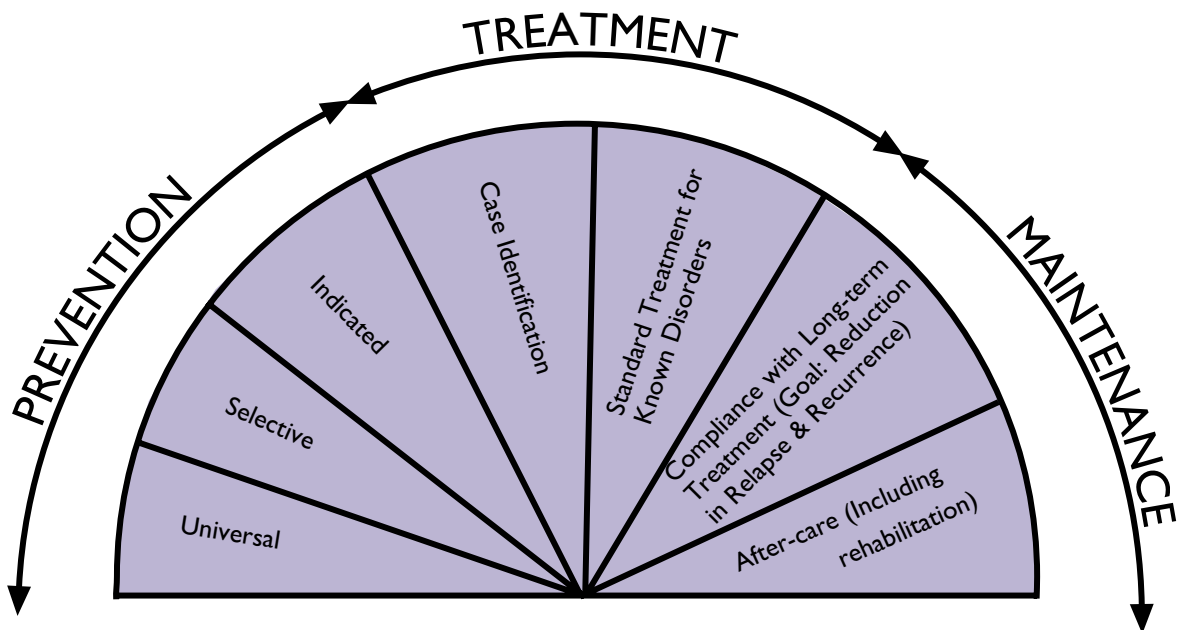 PREVENTION
TREATMENT
MAINTENANCE
Universal
Selective
Indicated
Case Identification
Standard Treatment for
Known Disorders
Compliance with Long-term
Treatment (Goal: Reduction
in Relapse & Recurrence)
After-care (Including
rehabilitation)